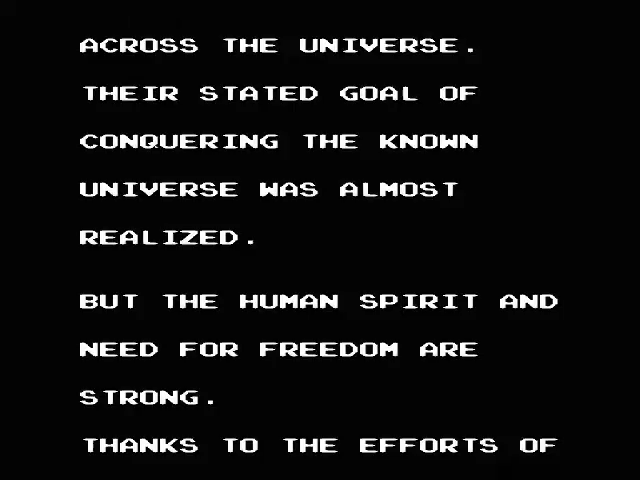 ACROSS THE UNIVERSE.
THEIR STATED GOAL OF
CONQUERING THE KNOWN
UNIVERSE WAS ALMOST
REALIZED.
BUT THE HUMAN SPIRIT AND
NEED FOR FREEDOM ARE
STRONG.
THANKS TO THE EFFORTS OF